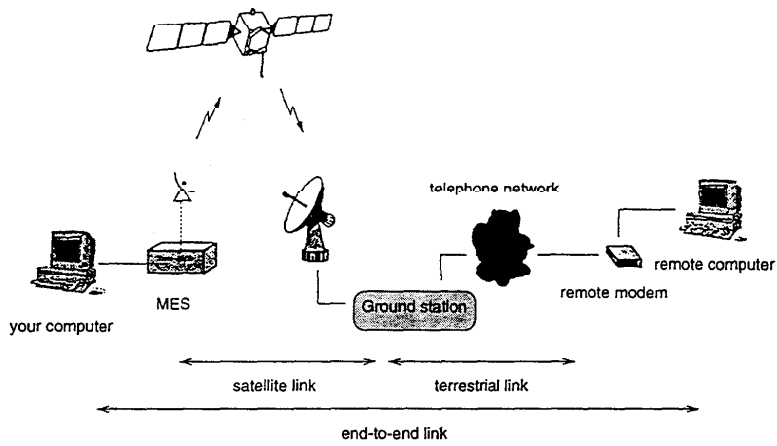 telephone network
remote computer
remote modem
MES
Ground station
your computer
satellite link
terrestrial link
end-to-end link